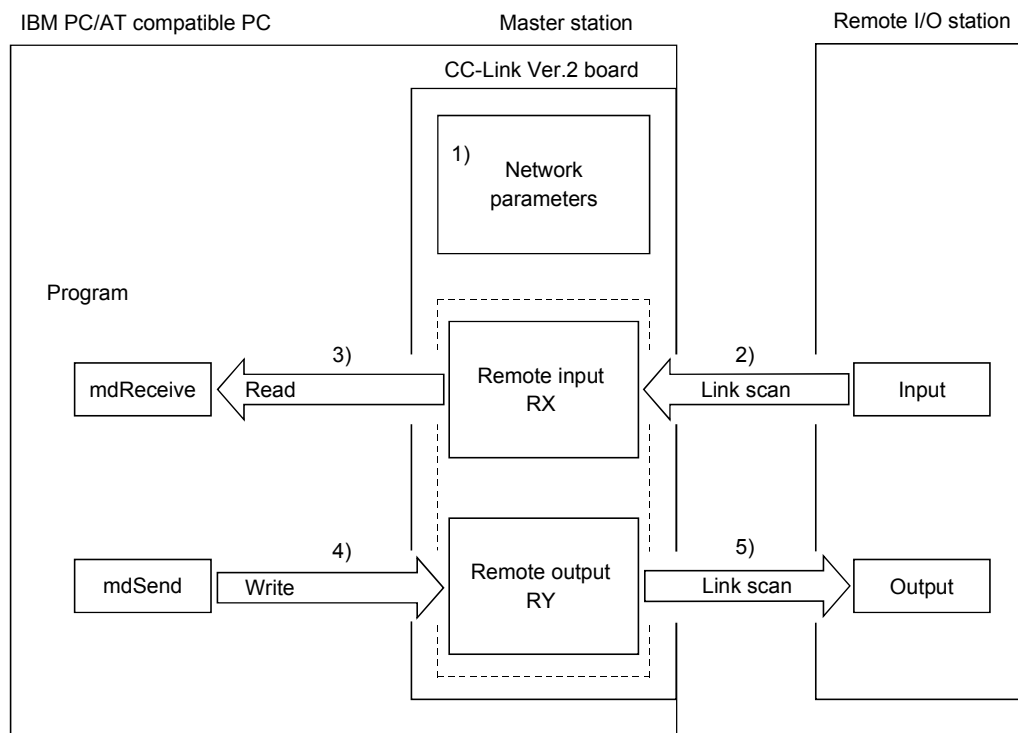 IBM PC/AT compatible PC
Master station
Remote I/O station
CC-Link Ver.2 board
1)
Network
parameters
Program
3)
2)
mdReceive
Read
Remote input
RX
Link scan
Input
4)
5)
mdSend
Write
Remote output
RY
Link scan
Output